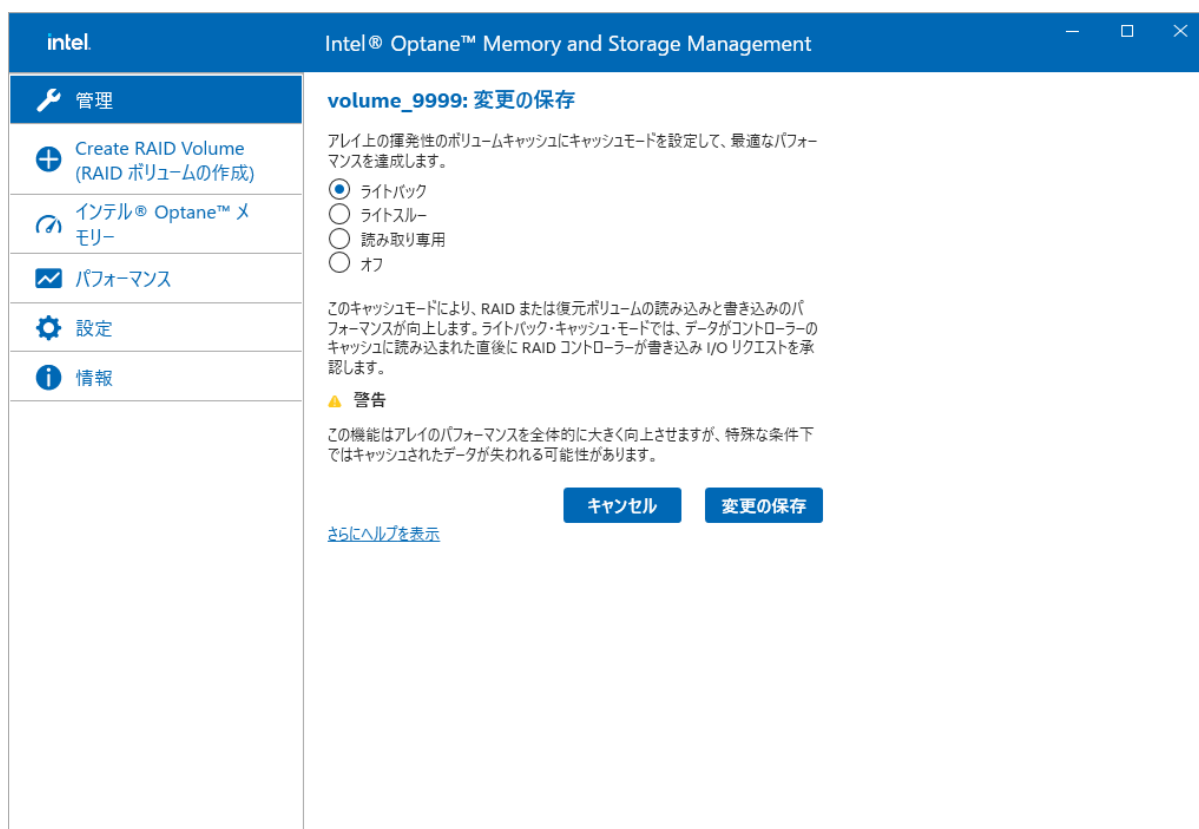 intel.
Intel® Optane™ Memory and Storage Management
管理
Create RAID Volume
(RAID ボリュームの作成)
インテル® Optane™ メ
モリー
パフォーマンス
設定
情報
volume_9999: 変更の保存
アレイ上の揮発性のボリュームキャッシュにキャッシュモードを設定して、最適なパフォー
マンスを達成します。
ライトバック
ライトスルー
読み取り専用
オフ
このキャッシュモードにより、RAID または復元ボリュームの読み込みと書き込みのパ
フォーマンスが向上します。ライトバック・キャッシュ・モードでは、データがコントローラーの
キャッシュに読み込まれた直後に RAID コントローラーが書き込み I/O リクエストを承
認します。
警告
この機能はアレイのパフォーマンスを全体的に大きく向上させますが、特殊な条件下
ではキャッシュされたデータが失われる可能性があります。
キャンセル
変更の保存
さらにヘルプを表示